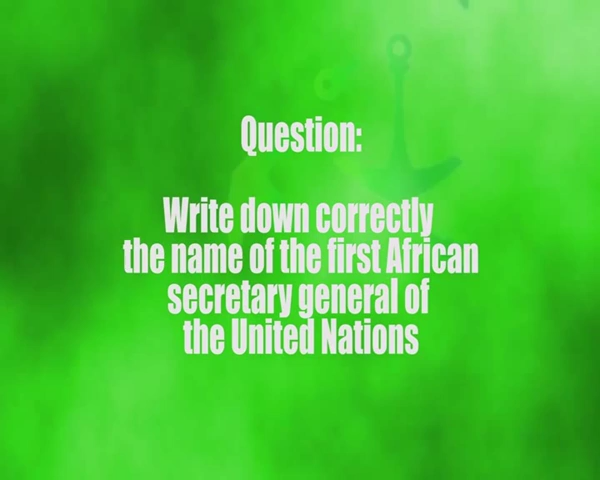 Question:
Write down correctly
the name of the first African
secretary general of
the United Nations